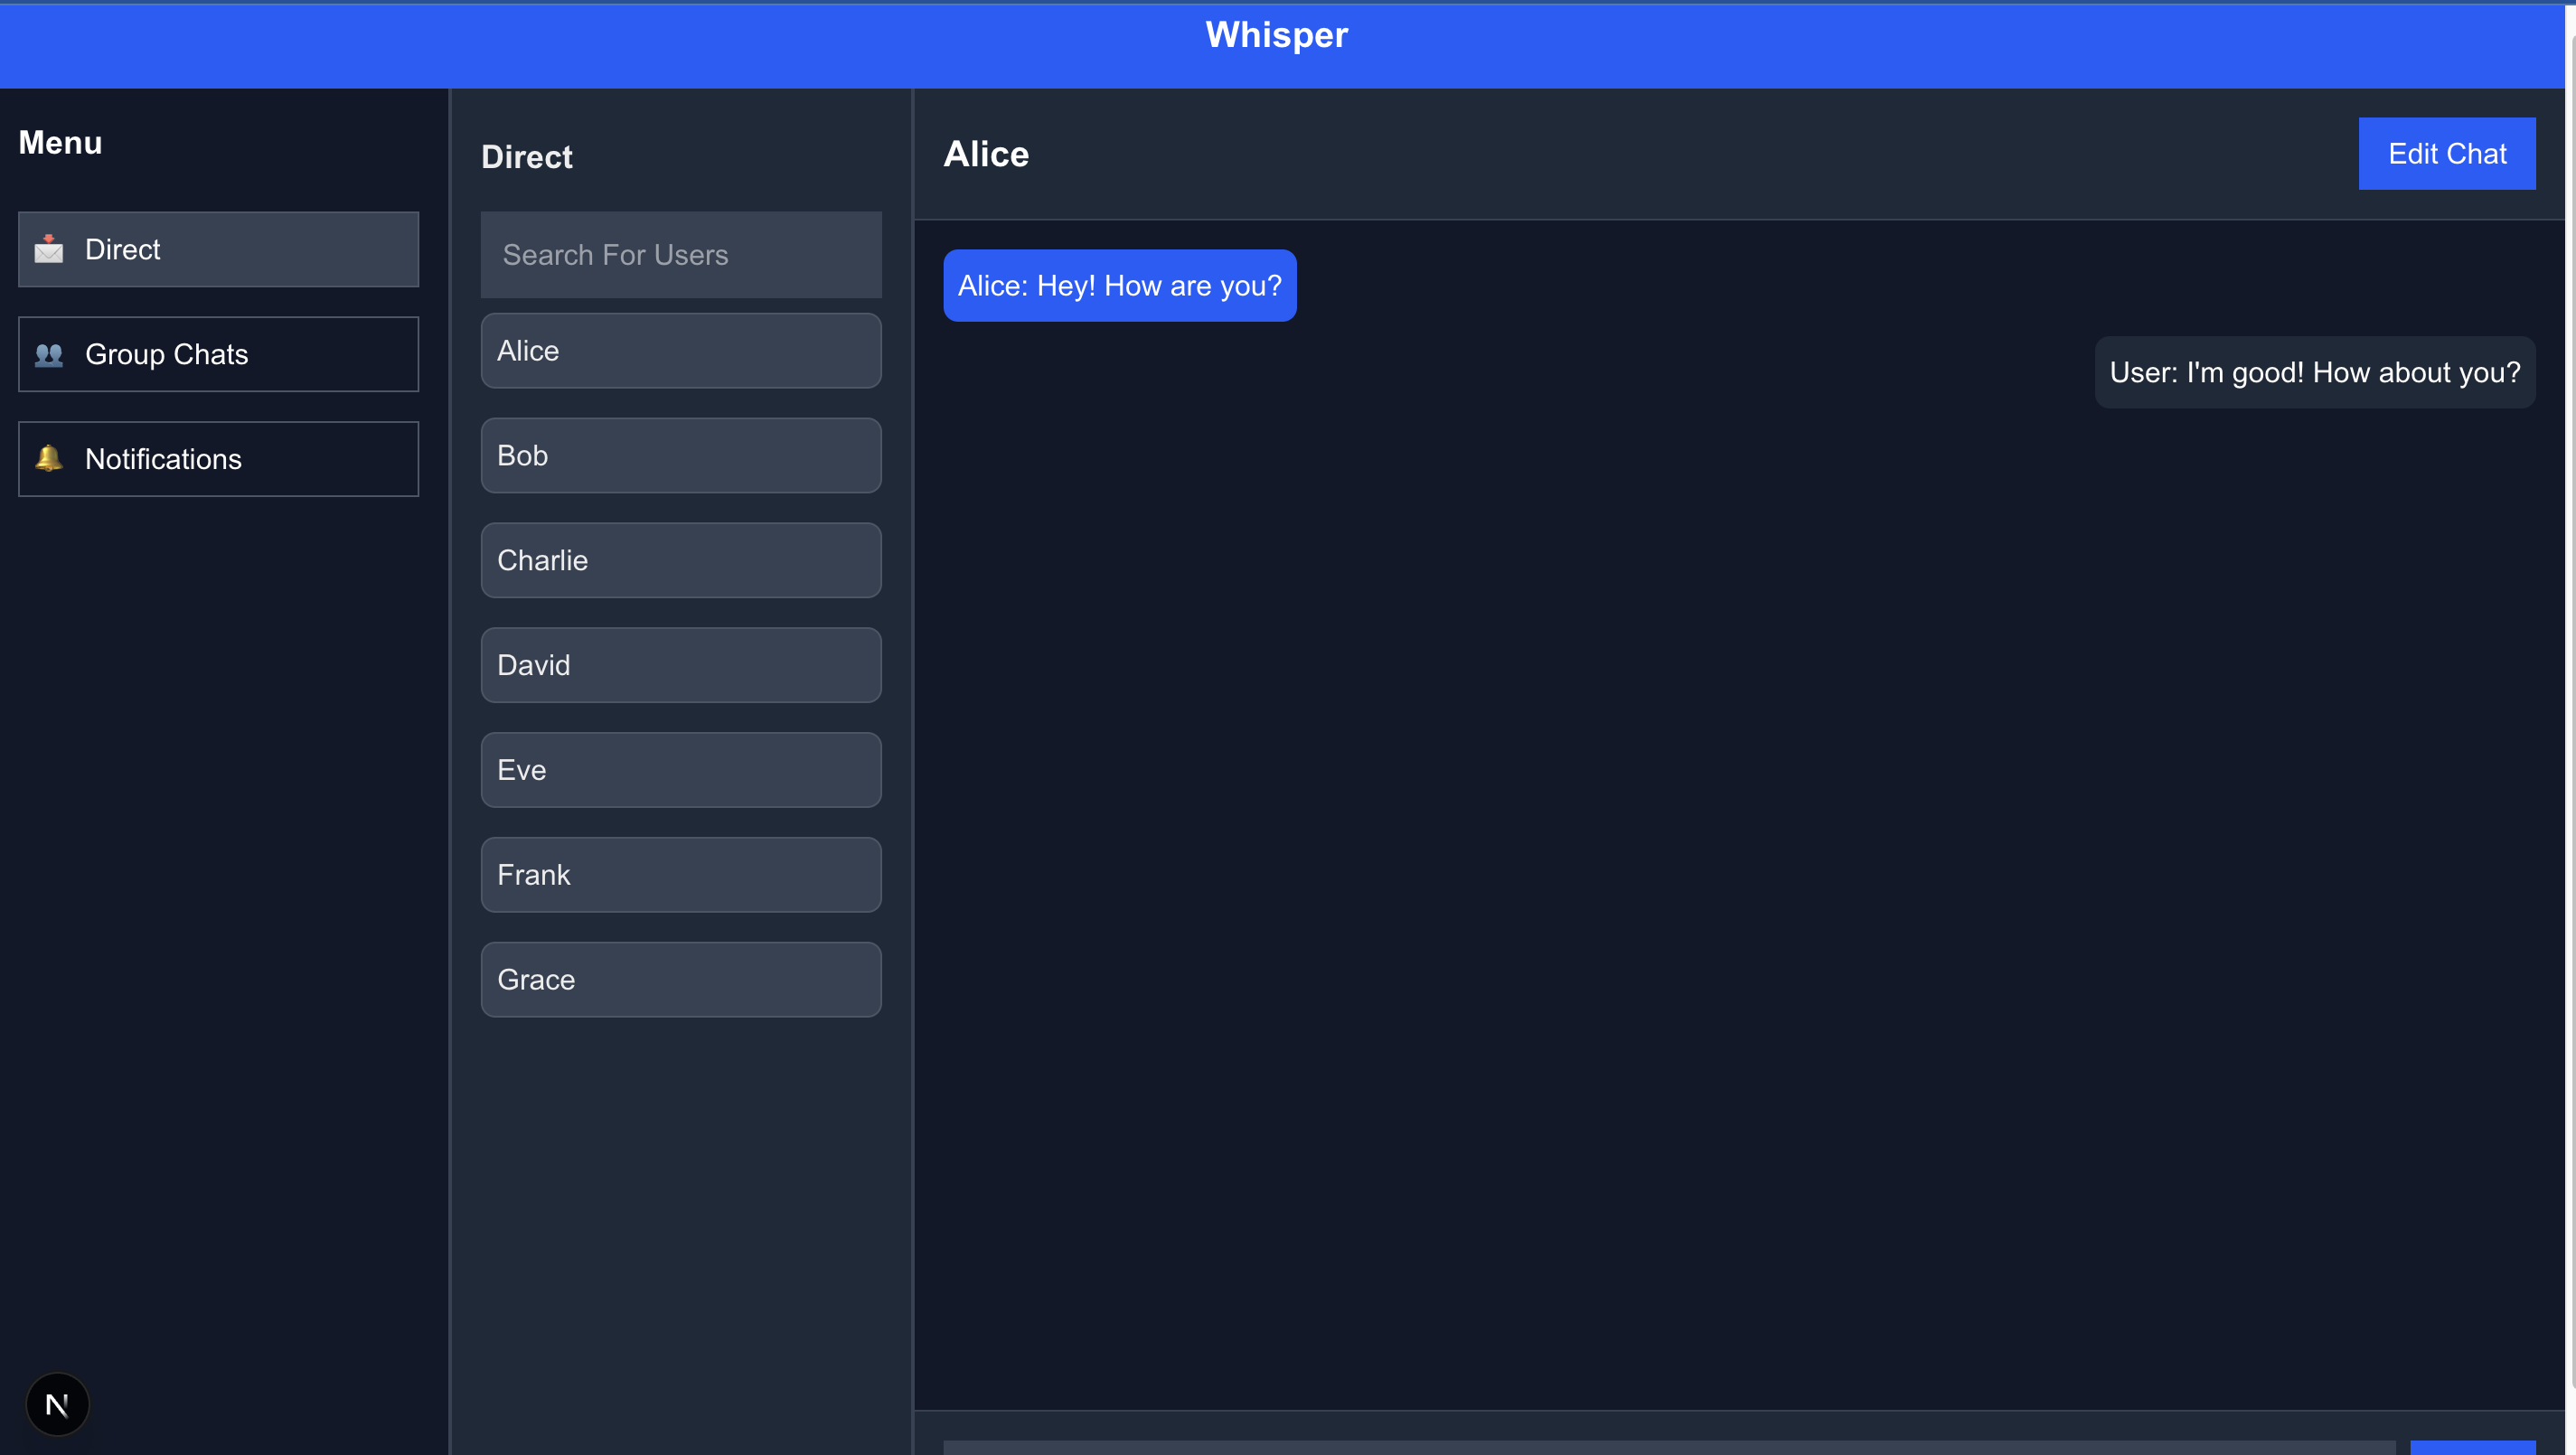 Whisper
Menu
Direct
Group Chats
Notifications
Direct
Search For Users
Alice
Bob
Charlie
David
Eve
Frank
Grace
Alice
Edit Chat
Alice: Hey! How are you?
User: I'm good! How about you?
N